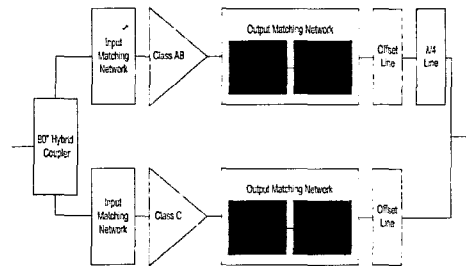 Input
Matching
Network
Class AB
Output Matching Network
Offset
Line
λ/4
Line
90° Hybrid
Coupler
Input
Matching
Network
Class C
Output Matching Network
Offset
Line